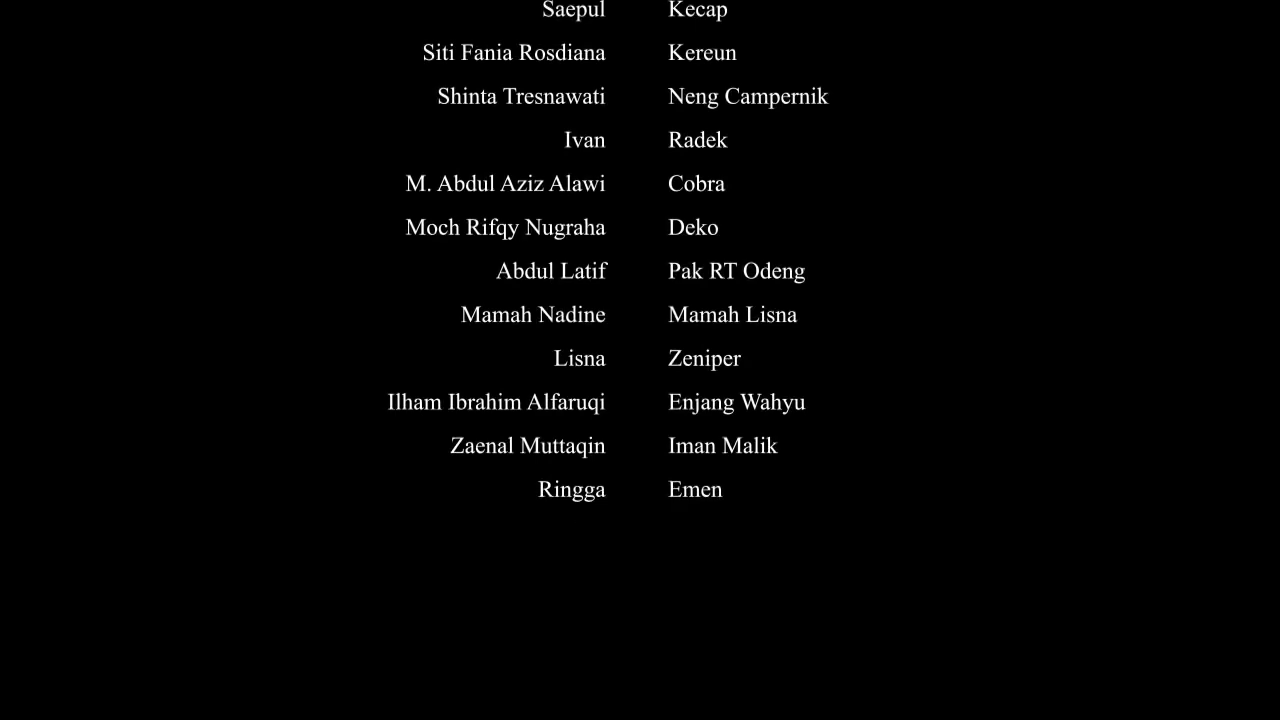 Saepul Kecap
Siti Fania Rosdiana Kereun
Shinta Tresnawati Neng Campernik
Ivan Radek
M. Abdul Aziz Alawi Cobra
Moch Rifqy Nugraha Deko
Abdul Latif Pak RT Odeng
Mamah Nadine Mamah Lisna
Lisna Zeniper
Ilham Ibrahim Alfaruqi Enjang Wahyu
Zaenal Muttaqin Iman Malik
Ringga Emen